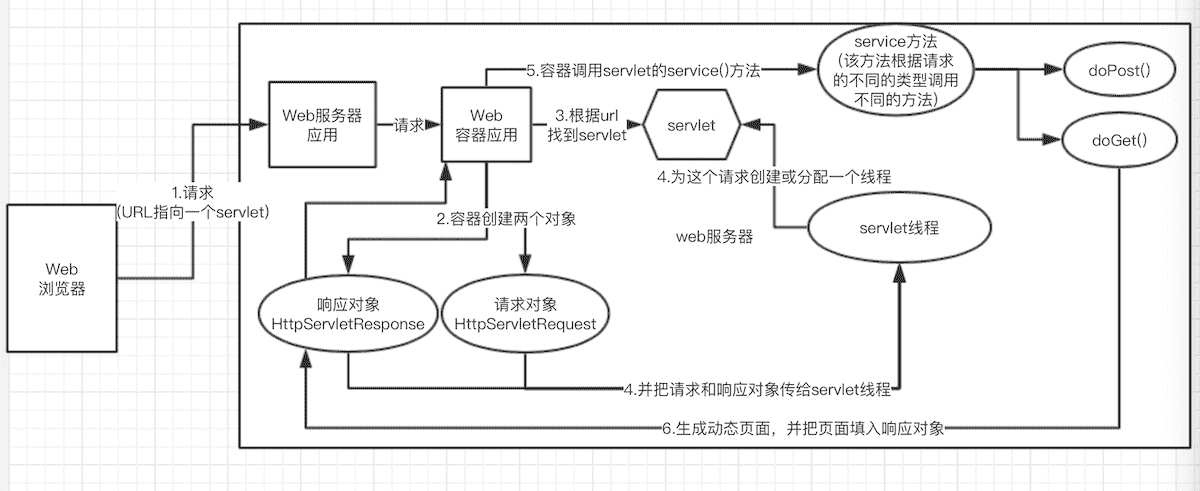 Web
浏览器
1.请求
(URL指向一个servlet)
Web服务器
应用
请求
Web
容器应用
2.容器创建两个对象
响应对象
HttpServletResponse
请求对象
HttpServletRequest
3.根据url
找到servlet
servlet
4.为这个请求创建或分配一个线程
web服务器
servlet线程
4.并把请求和响应对象传给servlet线程
5.容器调用servlet的service()方法
service方法
(该方法根据请求
的不同的类型调用
不同的方法)
doPost()
doGet()
6.生成动态页面，并把页面填入响应对象